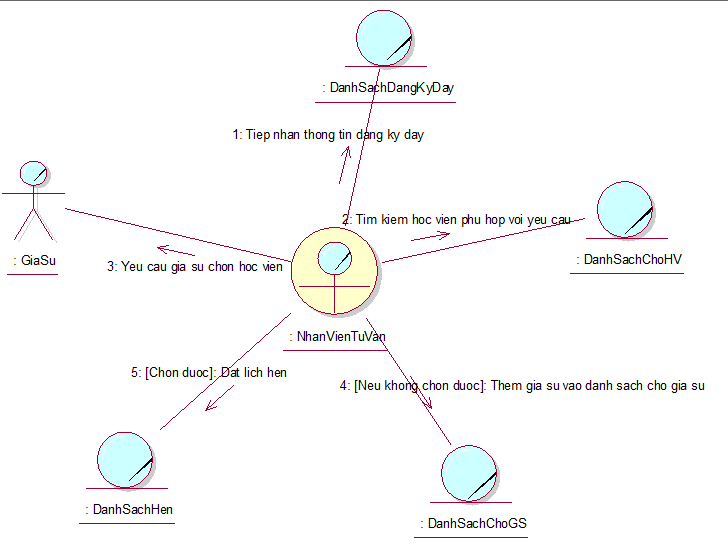 : DanhSachDangKyDay
1: Tiep nhan thong tin dang ky day
2: Tim kiem hoc vien phu hop voi yeu cau
: GiaSu
: DanhSachChoHV
3: Yeu cau gia su chon hoc vien
: NhanVienTuVan
5: [Chon duoc]: Dat lich hen
4: [Neu khong chon duoc]: Them gia su vao danh sach cho gia su
: DanhSachHen
: DanhSachChoGS